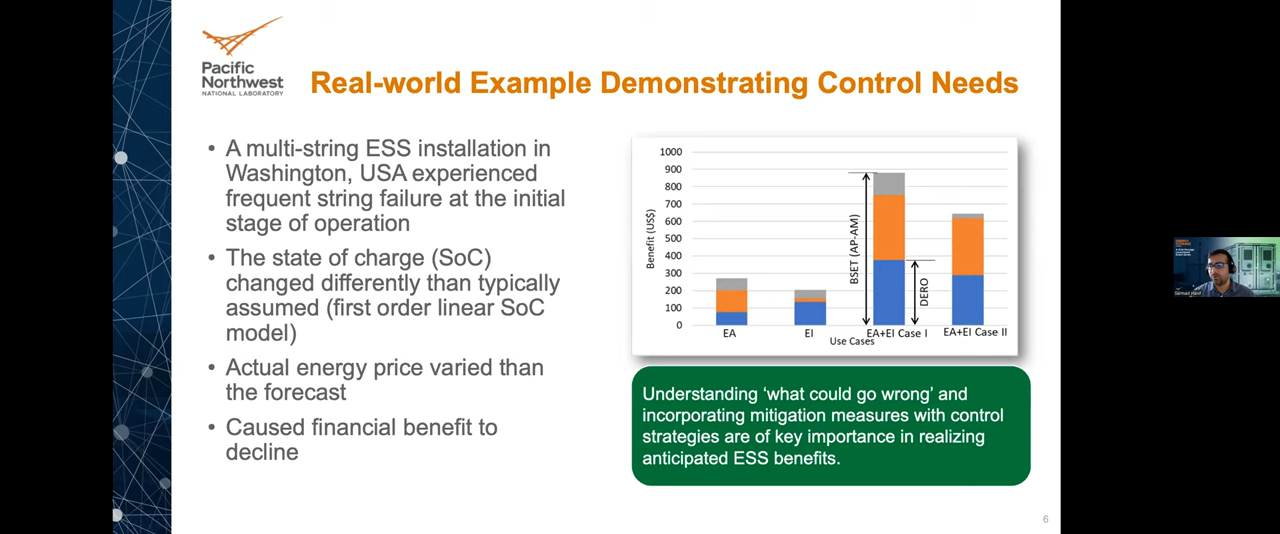 Pacific
Northwest
NATIONAL LABORATORY
Real-world Example Demonstrating Control Needs
• A multi-string ESS installation in
Washington, USA experienced
frequent string failure at the initial
stage of operation
• The state of charge (SoC)
changed differently than typically
assumed (first order linear SoC
model)
• Actual energy price varied than
the forecast
• Caused financial benefit to
decline
1000
900
800
700
600
500
400
300
200
100
0
Benefit (US$)
BSET (AP-AM)
DERO
EA
EI
EA+EI Case I
EA+EI Case II
Use Cases
Understanding ‘what could go wrong’ and
incorporating mitigation measures with control
strategies are of key importance in realizing
anticipated ESS benefits.
6
Sarmad Hanif